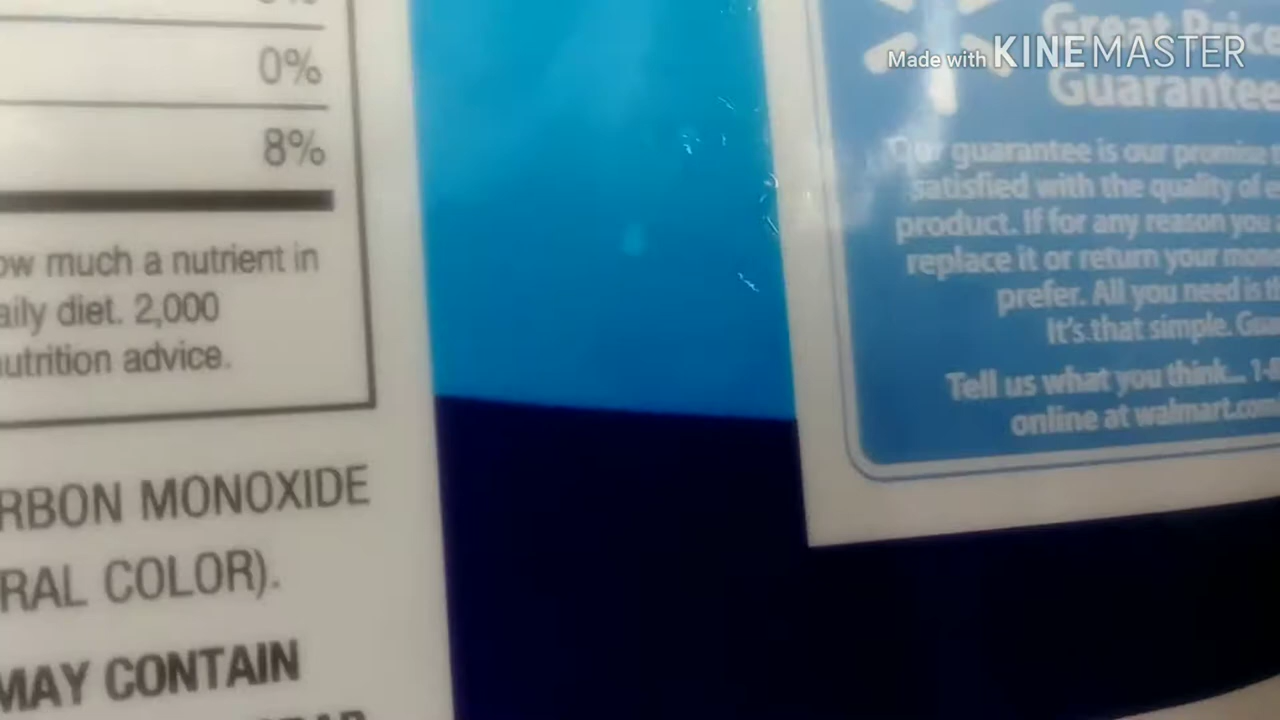 0%
8%
ow much a nutrient in
aily diet. 2,000
utrition advice.
RBON MONOXIDE
RAL COLOR).
MAY CONTAIN
Made with KINEMASTER
Great Price
Guarantee
Our guarantee is our promise
satisfied with the quality of
product. If for any reason you
replace it or return your
prefer. All you need is
It's that simple.
Tell us what you think...
online at walmart.com